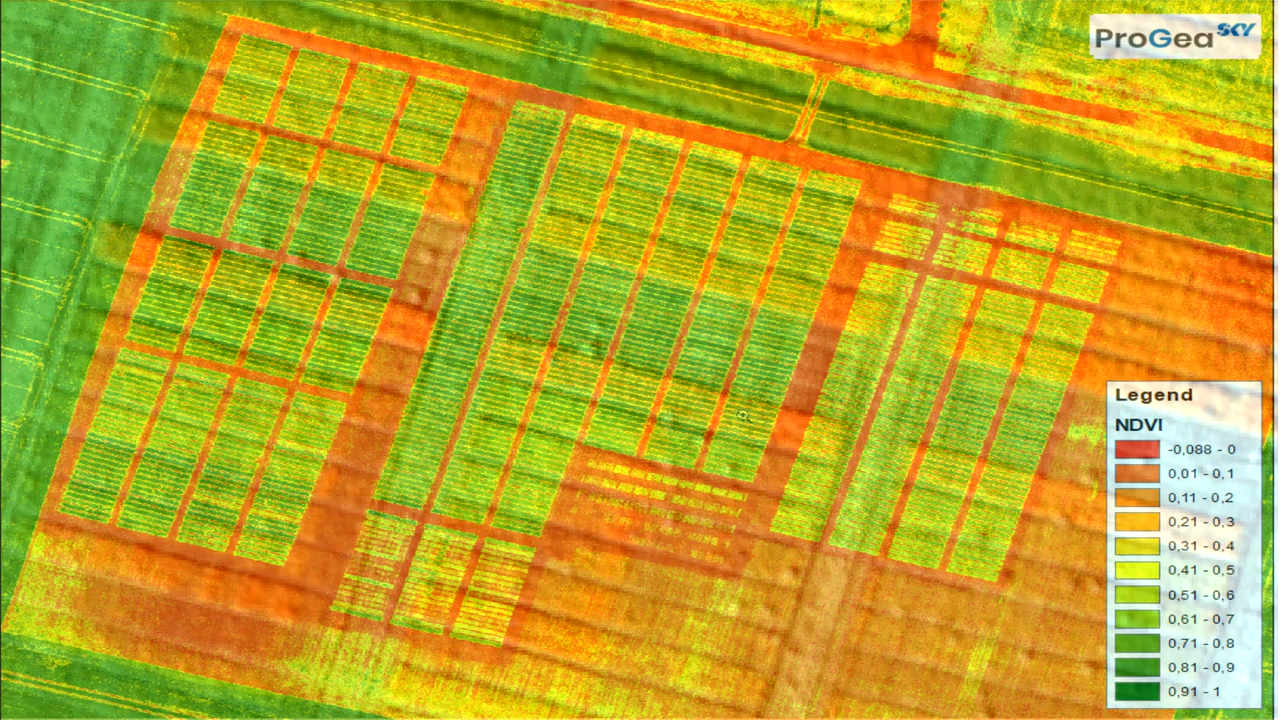 ProGea SKY
Legend
NDVI
-0,088 - 0
0,01 - 0,1
0,11 - 0,2
0,21 - 0,3
0,31 - 0,4
0,41 - 0,5
0,51 - 0,6
0,61 - 0,7
0,71 - 0,8
0,81 - 0,9
0,91 - 1